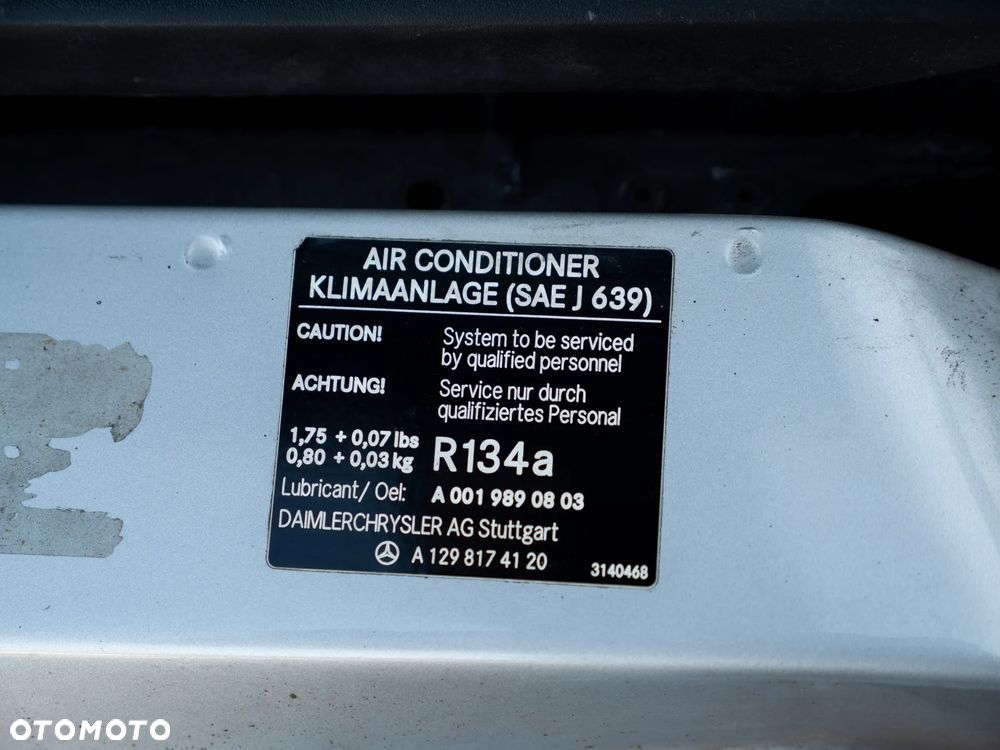 AIR CONDITIONER
KLIMAANLAGE (SAE J 639)
CAUTION! System to be serviced
by qualified personnel
ACHTUNG! Service nur durch
qualifiziertes Personal
1,75 + 0,07 lbs
0,80 + 0,03 kg R134a
Lubricant/ Oel: A 001 989 08 03
DAIMLERCHRYSLER AG Stuttgart
A 129 817 41 20
3140468
OTOMOTO